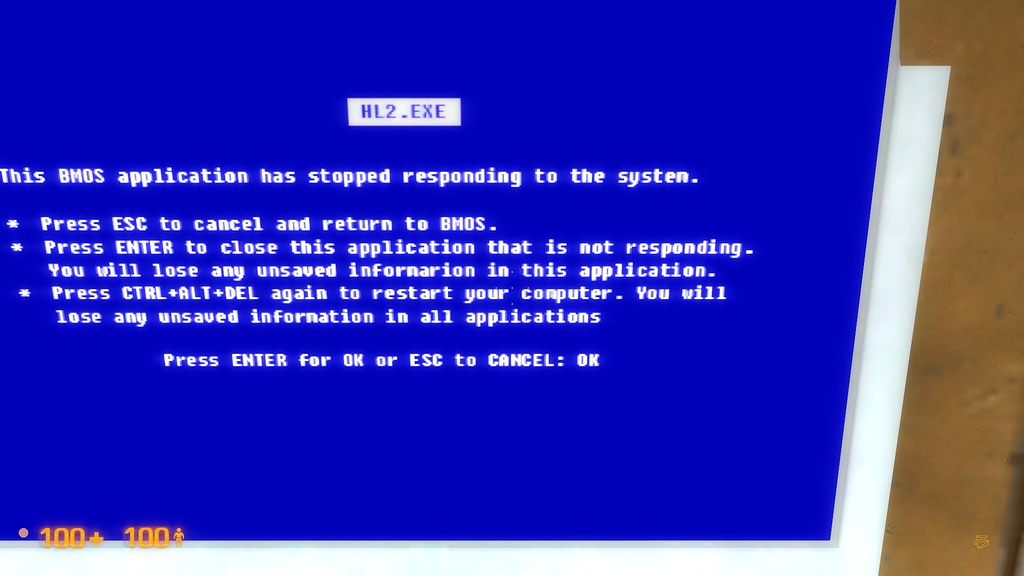 HL2.EXE
This BMOS application has stopped responding to the system.
* Press ESC to cancel and return to BMOS.
* Press ENTER to close this application that is not responding.
You will lose any unsaved informarion in this application.
* Press CTRL+ALT+DEL again to restart your computer. You will
lose any unsaved information in all applications
Press ENTER for OK or ESC to CANCEL: OK
100+ 100